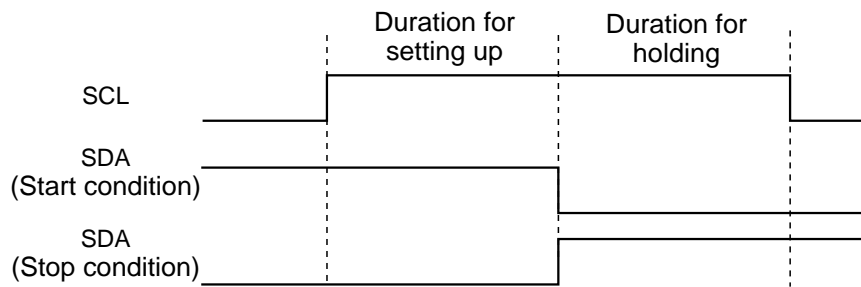 Duration for
setting up
Duration for
holding
SCL
SDA
(Start condition)
SDA
(Stop condition)